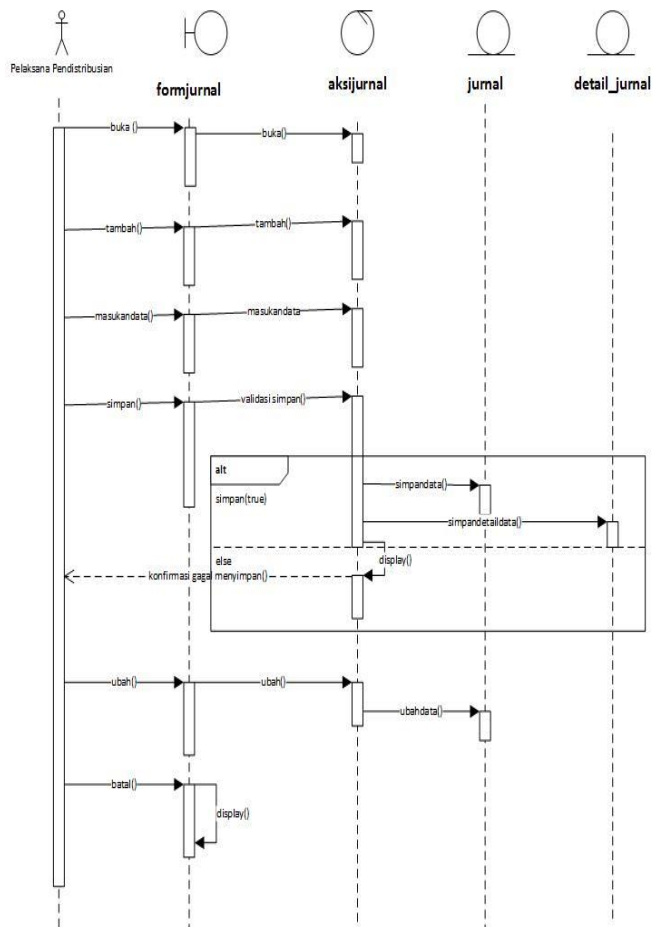 Pelaksana Pendistribusian
formjurnal
aksijurnal
jurnal
detail_jurnal
buka ()
buka()
tambah()
tambah()
masukandata()
masukandata
simpan()
validasi simpan()
alt
simpan(true)
simpandata()
simpandetaildata()
else
display()
konfirmasi gagal menyimpan()
ubah()
ubah()
ubahdata()
batal()
display()